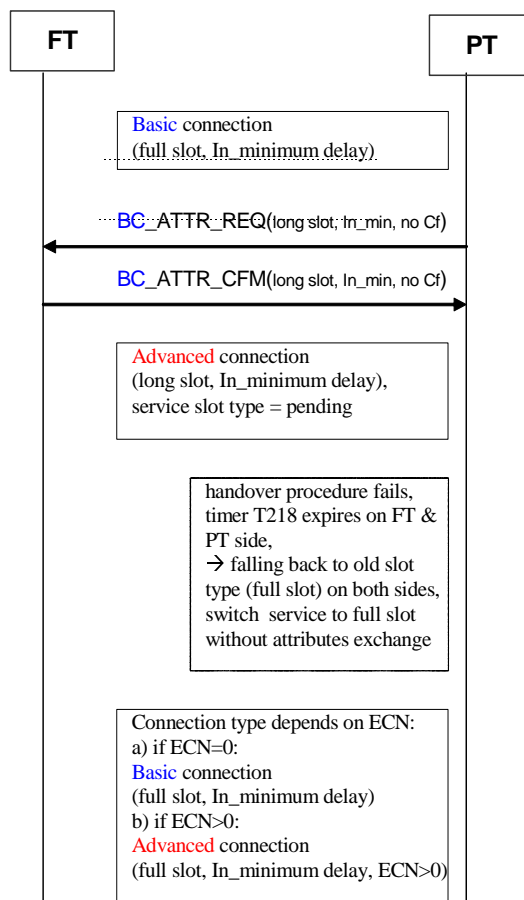 FT
PT
Basic connection
(full slot, In_minimum delay)
BC_ATTR_REQ(long slot, In_min, no Cf)
BC_ATTR_CFM(long slot, In_min, no Cf)
Advanced connection
(long slot, In_minimum delay),
service slot type = pending
handover procedure fails,
timer T218 expires on FT &
PT side,
→ falling back to old slot
type (full slot) on both sides,
switch service to full slot
without attributes exchange
Connection type depends on ECN:
a) if ECN=0:
Basic connection
(full slot, In_minimum delay)
b) if ECN>0:
Advanced connection
(full slot, In_minimum delay, ECN>0)